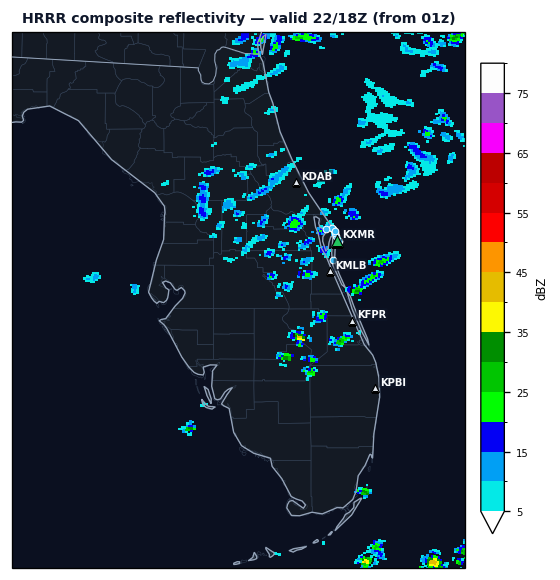 HRRR composite reflectivity — valid 22/18Z (from 01z)
KDAB
KXMR
KMLB
KFPR
KPBI
75
65
55
45
35
25
15
5
dBZ